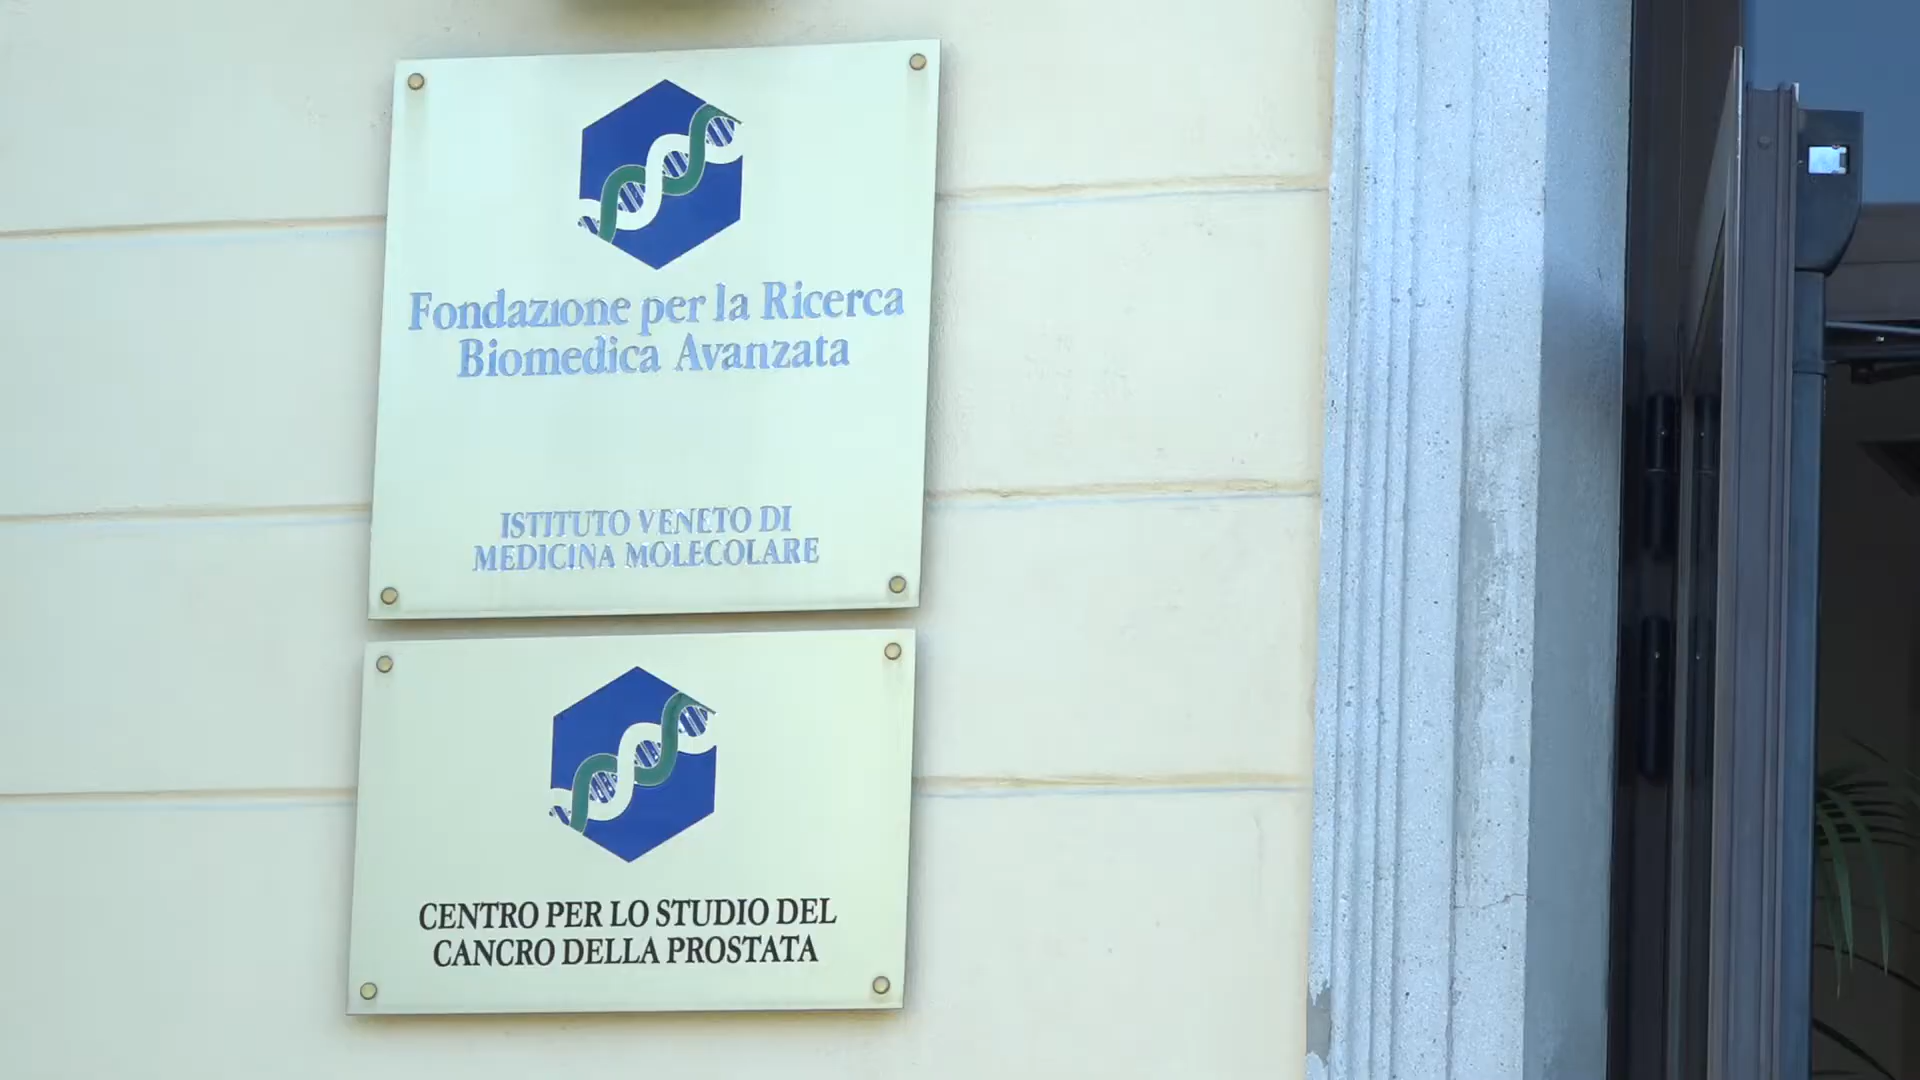 Fondazione per la Ricerca
Biomedica Avanzata
ISTITUTO VENETO DI
MEDICINA MOLECOLARE
CENTRO PER LO STUDIO DEL
CANCRO DELLA PROSTATA